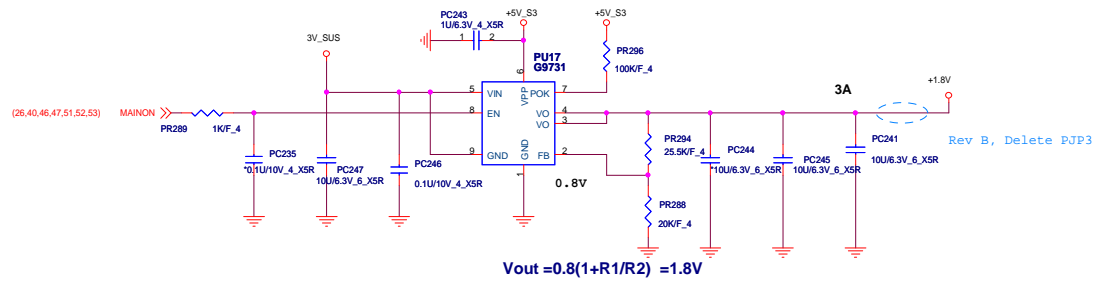 PC243
1U/6.3V_4_X5R
1 2
+5V_S3
+5V_S3
3V_SUS
PU17
G9731
PR296
100K/F_4
6
VPP
5 VIN
POK 7
(26,40,46,47,51,52,53) MAINON
8 EN
VO 4
VO 3
3A
+1.8V
PR289
1K/F_4
PC235
*0.1U/10V_4_X5R
PC247
10U/6.3V_6_X5R
PC246
0.1U/10V_4_X5R
9 GND
GND
1
FB 2
0.8V
PR294
25.5K/F_4
PC244
*10U/6.3V_6_X5R
PC245
10U/6.3V_6_X5R
PC241
10U/6.3V_6_X5R
Rev B, Delete PJP3
PR288
20K/F_4
Vout =0.8(1+R1/R2) =1.8V